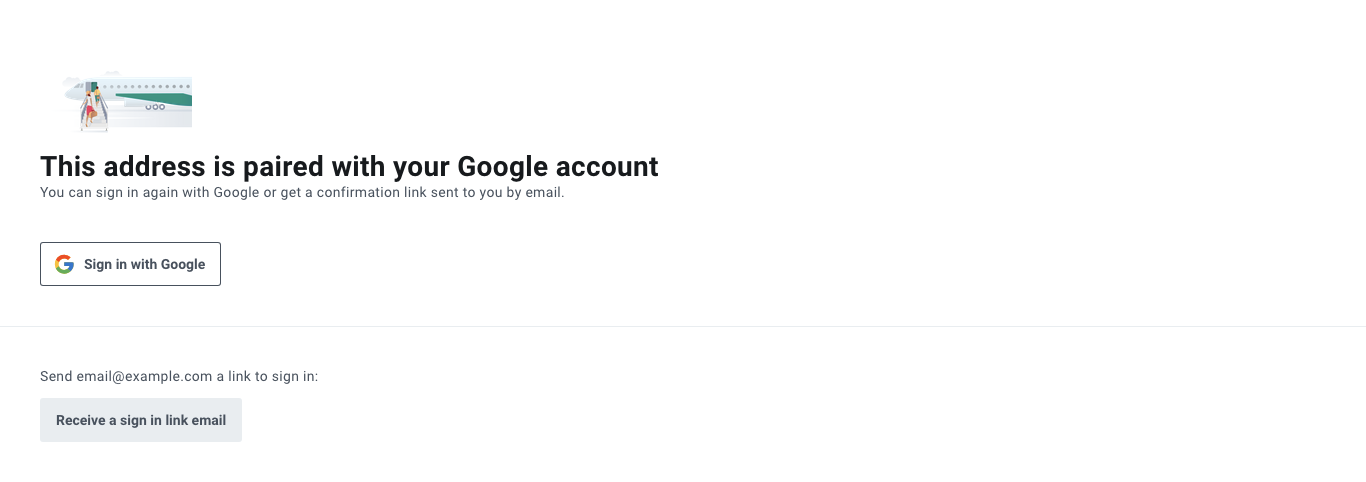 This address is paired with your Google account
You can sign in again with Google or get a confirmation link sent to you by email.
Sign in with Google
Send email@example.com a link to sign in:
Receive a sign in link email